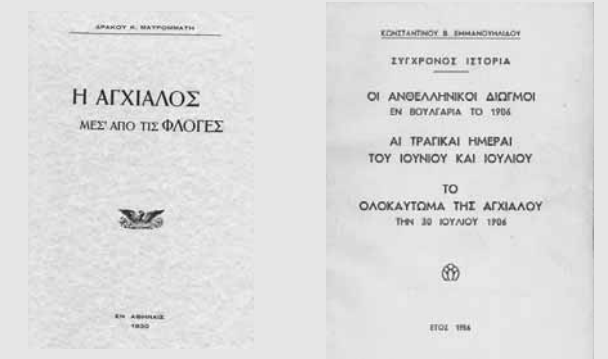 ΔΡΑΚΟΥ Κ. ΜΑΥΡΟΜΜΑΤΗ
Η ΑΓΧΙΑΛΟΣ
ΜΕΣ' ΑΠΟ ΤΙΣ ΦΛΟΓΕΣ
ΕΝ ΑΘΗΝΑΙΣ
1930
ΚΩΝΣΤΑΝΤΙΝΟΥ Β. ΕΜΜΑΝΟΥΗΛΙΔΟΥ
ΣΥΓΧΡΟΝΟΣ ΙΣΤΟΡΙΑ
ΟΙ ΑΝΘΕΛΛΗΝΙΚΟΙ ΔΙΩΓΜΟΙ
ΕΝ ΒΟΥΛΓΑΡΙΑ ΤΟ 1906
ΑΙ ΤΡΑΓΙΚΑΙ ΗΜΕΡΑΙ
ΤΟΥ ΙΟΥΝΙΟΥ ΚΑΙ ΙΟΥΛΙΟΥ
ΤΟ
ΟΛΟΚΑΥΤΩΜΑ ΤΗΣ ΑΓΧΙΑΛΟΥ
ΤΗΝ 30 ΙΟΥΛΙΟΥ 1906
ΕΤΟΣ 1956